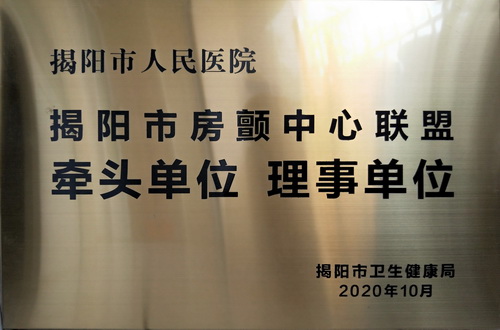 揭阳市人民医院
揭阳市房颤中心联盟
牵头单位 理事单位
揭阳市卫生健康局
2020年10月